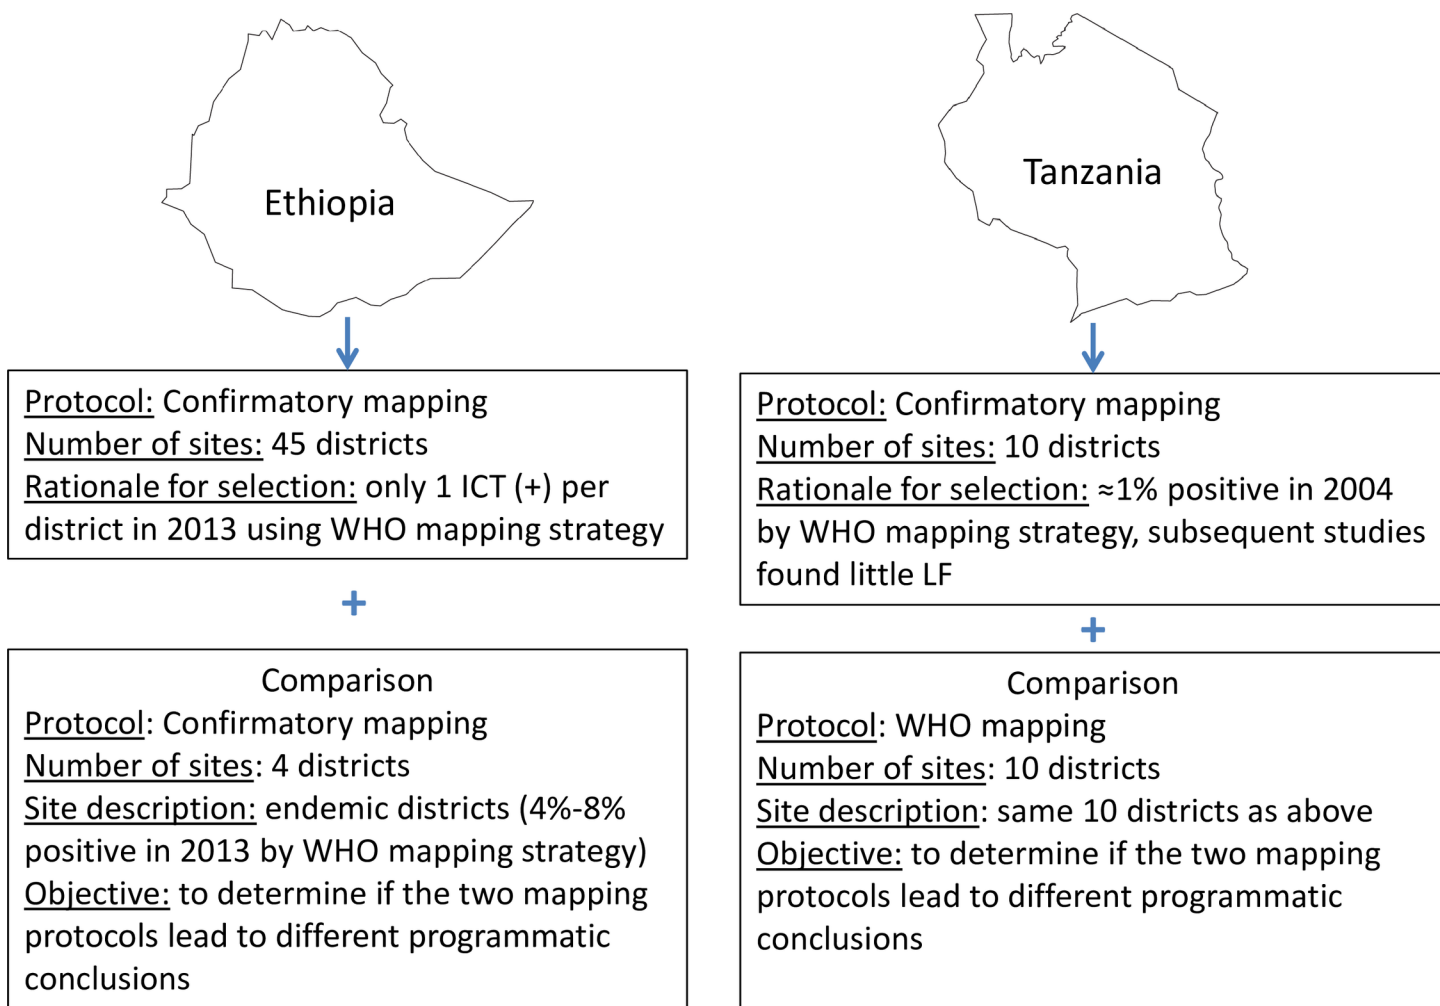 Ethiopia
Protocol: Confirmatory mapping
Number of sites: 45 districts
Rationale for selection: only 1 ICT (+) per
district in 2013 using WHO mapping strategy
+
Comparison
Protocol: Confirmatory mapping
Number of sites: 4 districts
Site description: endemic districts (4%-8%
positive in 2013 by WHO mapping strategy)
Objective: to determine if the two mapping
protocols lead to different programmatic
conclusions
Tanzania
Protocol: Confirmatory mapping
Number of sites: 10 districts
Rationale for selection: ≈1% positive in 2004
by WHO mapping strategy, subsequent studies
found little LF
+
Comparison
Protocol: WHO mapping
Number of sites: 10 districts
Site description: same 10 districts as above
Objective: to determine if the two mapping
protocols lead to different programmatic
conclusions